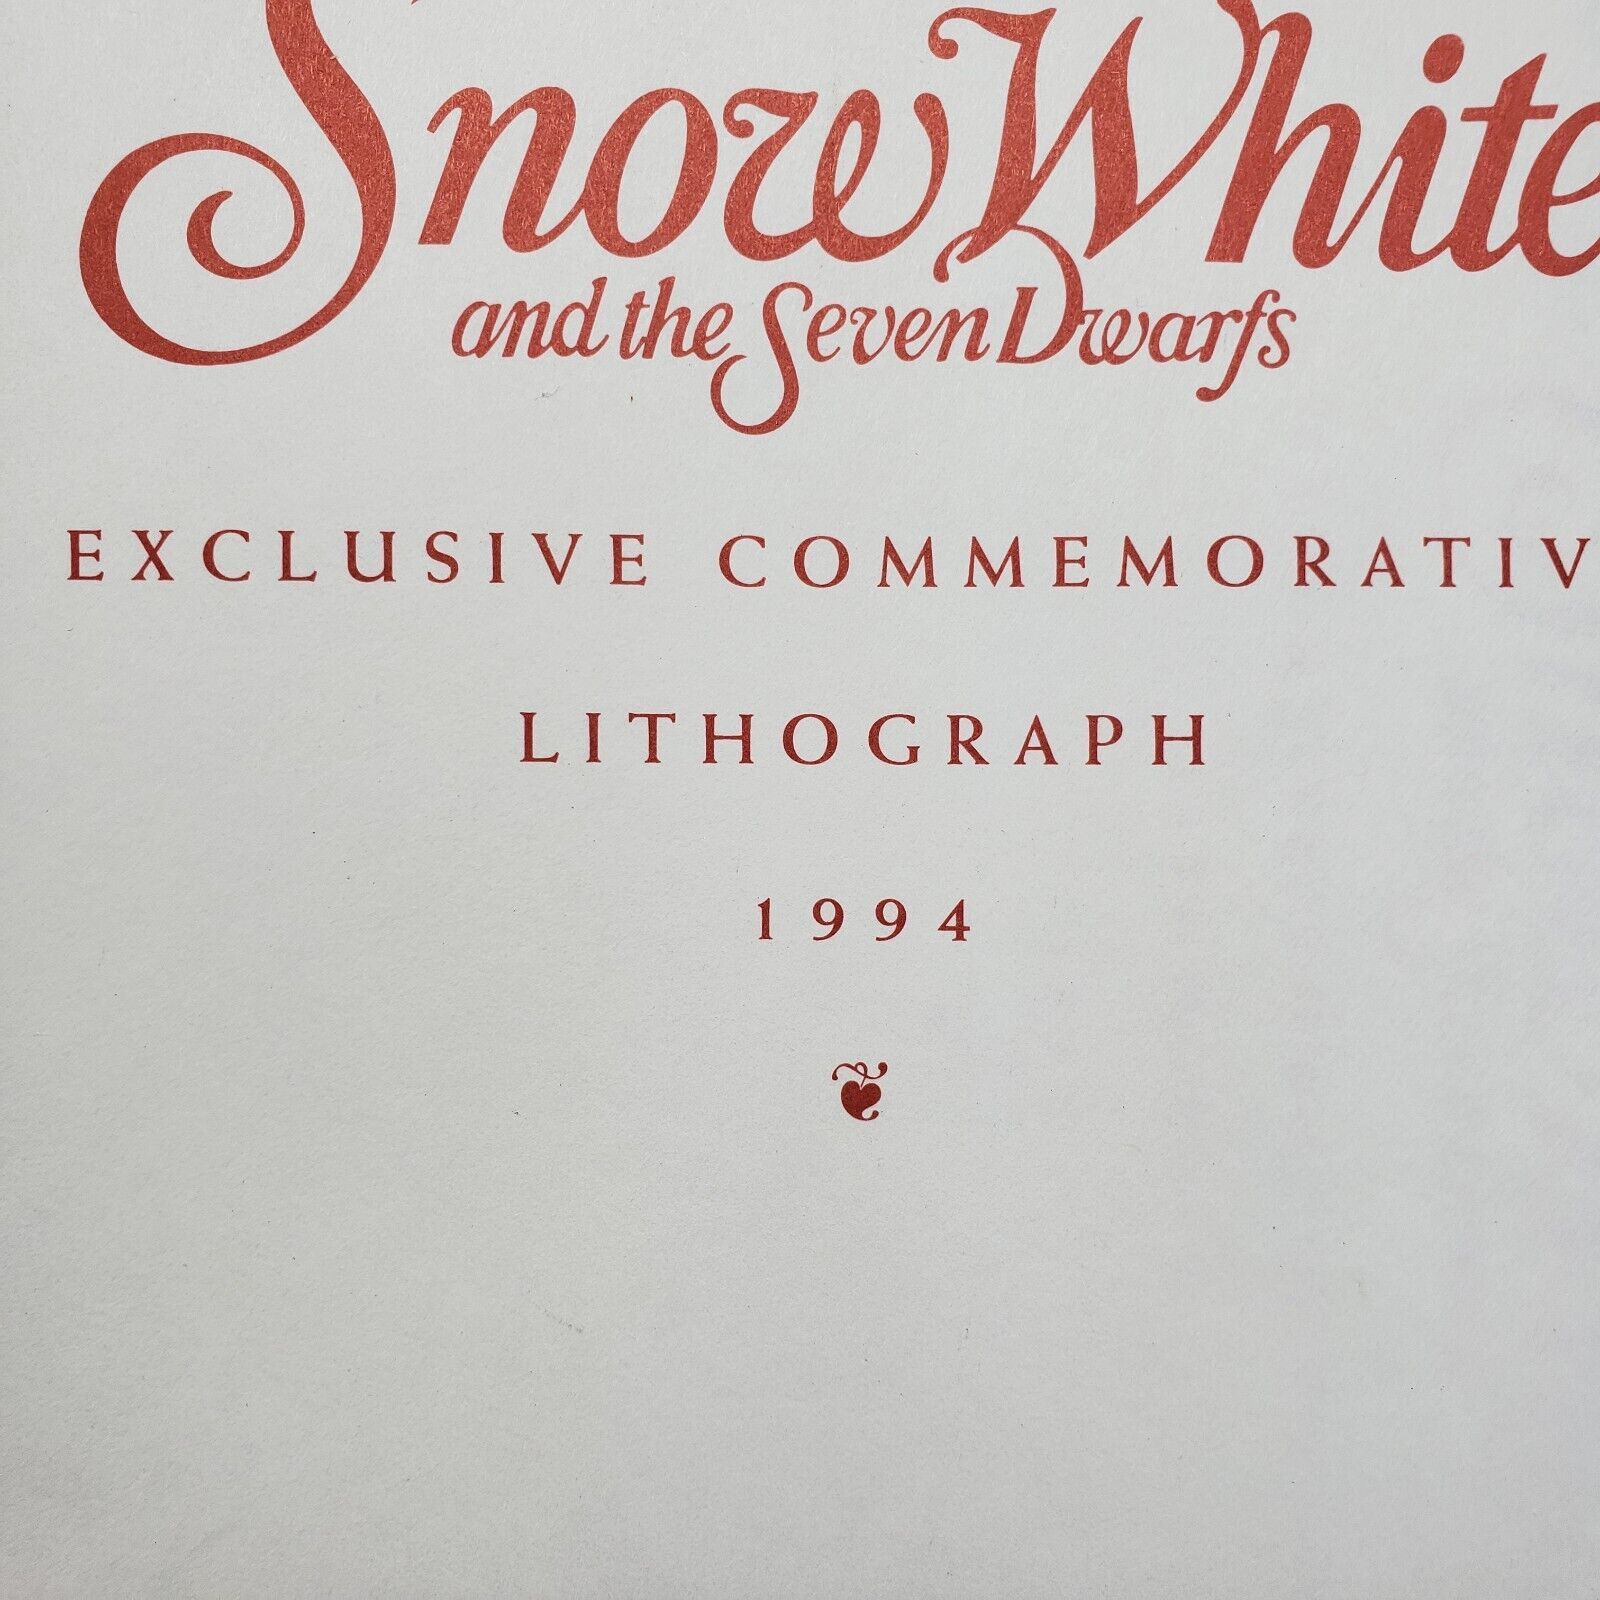 Snow White
and the Seven Dwarfs
EXCLUSIVE COMMEMORATIV
LITHOGRAPH
1994